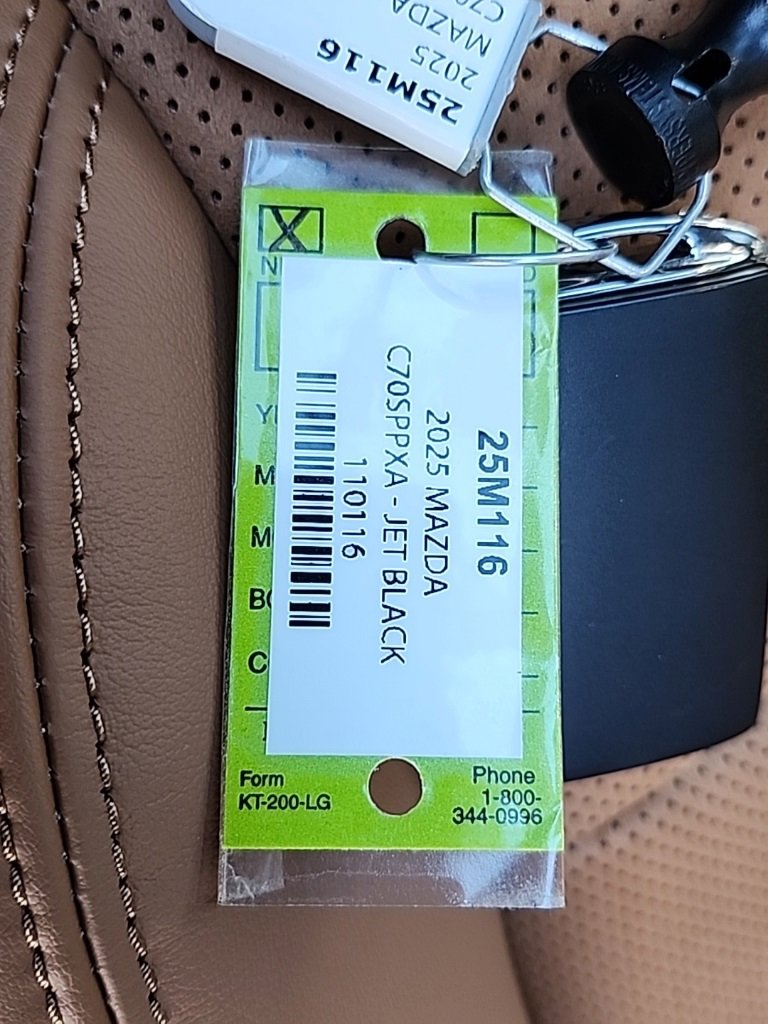 25M116
2025
MAZDA
C70
X
N
25M116
2025 MAZDA
C70SPPXA - JET BLACK
110116
Form
KT-200-LG
Phone
1-800-
344-0996